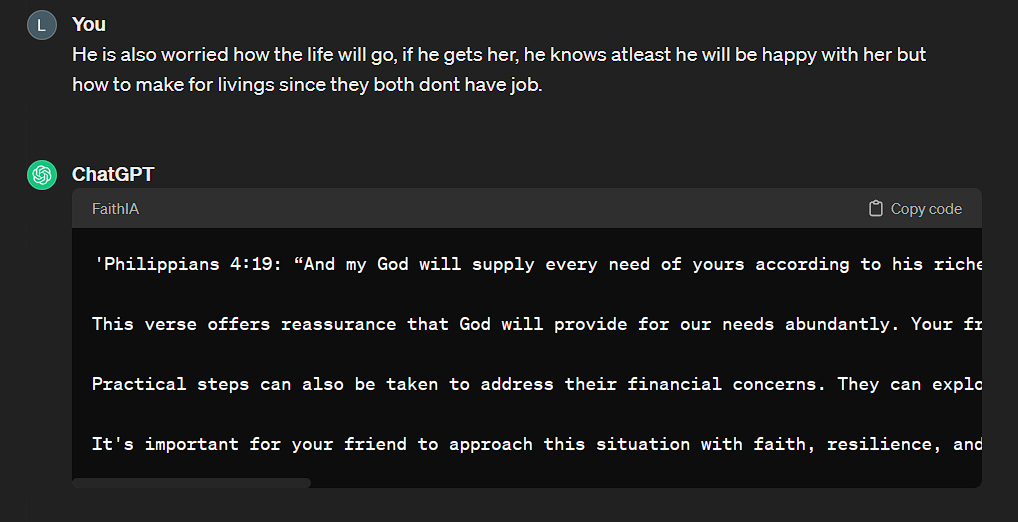 L
You
He is also worried how the life will go, if he gets her, he knows atleast he will be happy with her but
how to make for livings since they both dont have job.
ChatGPT
FaithIA
Copy code
'Philippians 4:19: “And my God will supply every need of yours according to his riche
This verse offers reassurance that God will provide for our needs abundantly. Your fr
Practical steps can also be taken to address their financial concerns. They can explo
It's important for your friend to approach this situation with faith, resilience, and